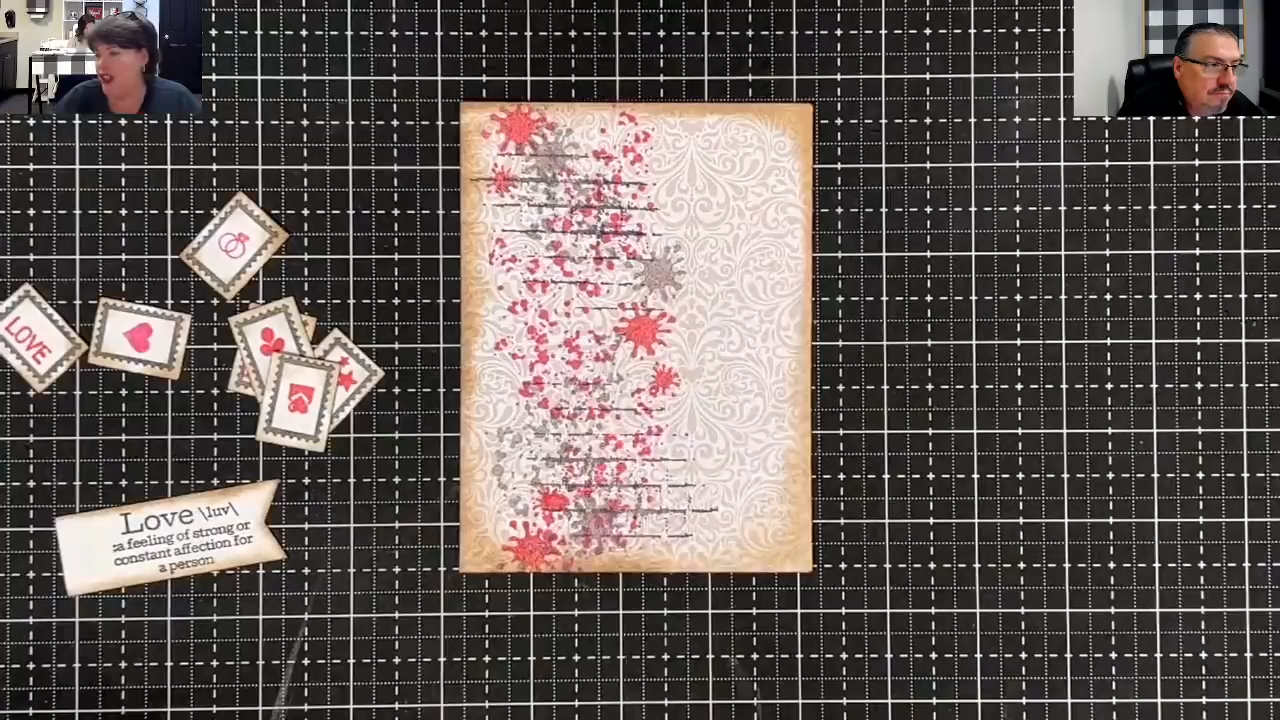 LOVE
Love \luv\
:a feeling of strong or
constant affection for
a person